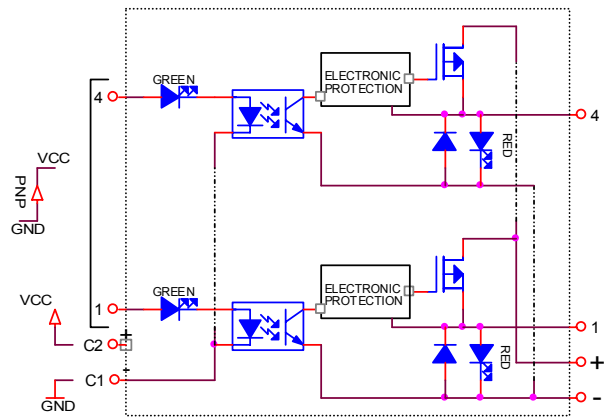 GREEN
ELECTRONIC
PROTECTION
4
4
RED
VCC
PNP
GND
GREEN
ELECTRONIC
PROTECTION
VCC
1
1
RED
+
C2
+
-
C1
-
GND